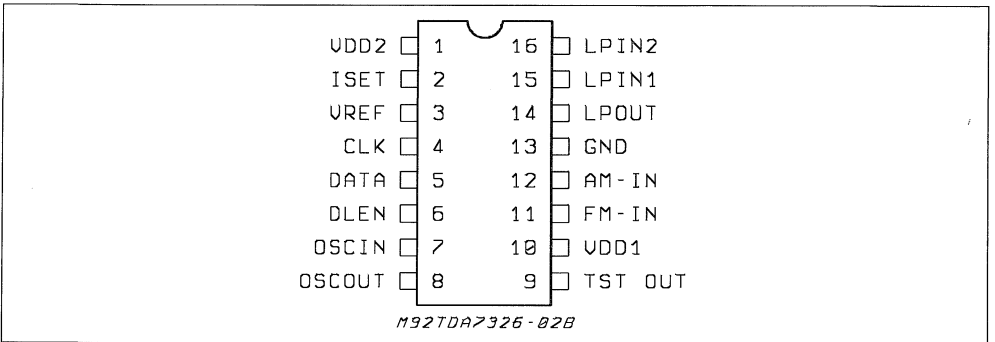 VDD2 1 16 LPIN2
ISET 2 15 LPIN1
VREF 3 14 LPOUT
CLK 4 13 GND
DATA 5 12 AM-IN
DLEN 6 11 FM-IN
OSCIN 7 10 VDD1
OSCOUT 8 9 TST OUT
M92TDA7326-02B